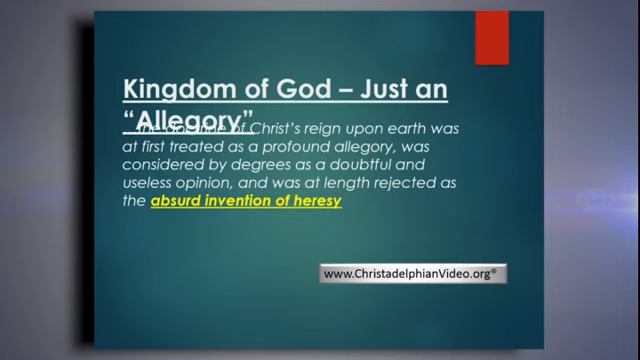 Kingdom of God – Just an
“Allegory”
...the doctrine of Christ's reign upon earth was
at first treated as a profound allegory, was
considered by degrees as a doubtful and
useless opinion, and was at length rejected as
the absurd invention of heresy
www.ChristadelphianVideo.org®